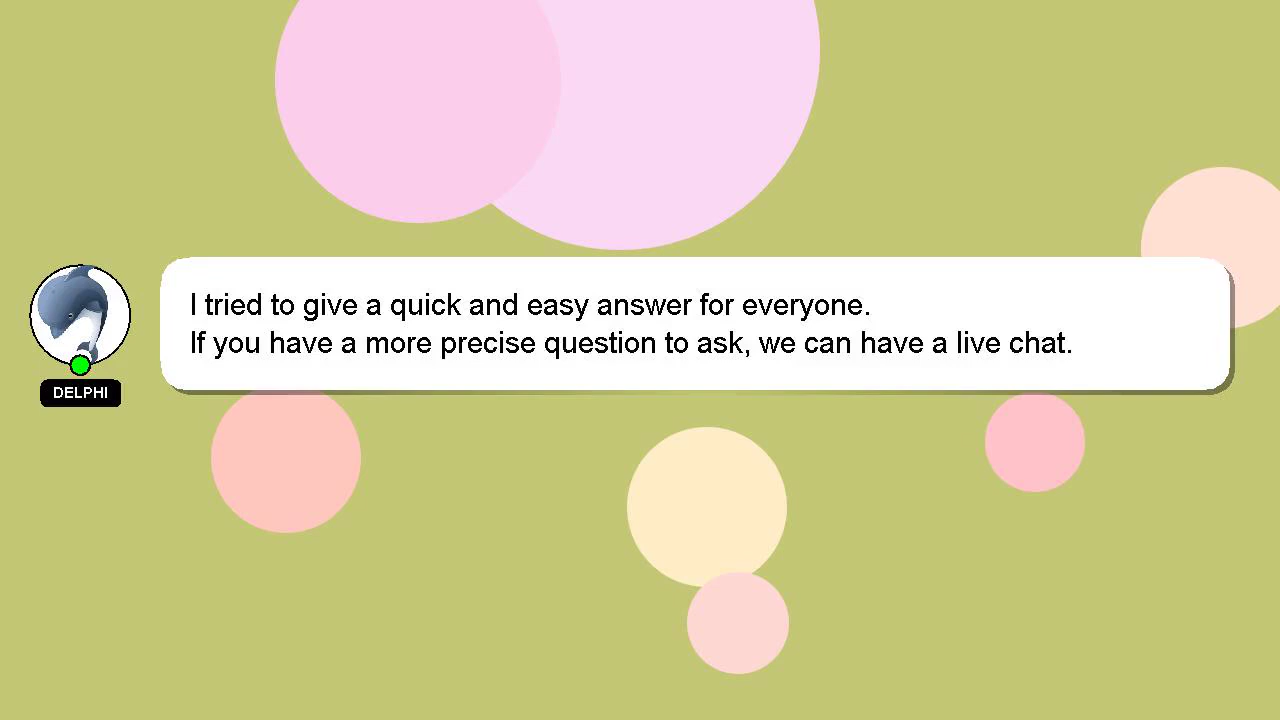 I tried to give a quick and easy answer for everyone.
If you have a more precise question to ask, we can have a live chat.
DELPHI